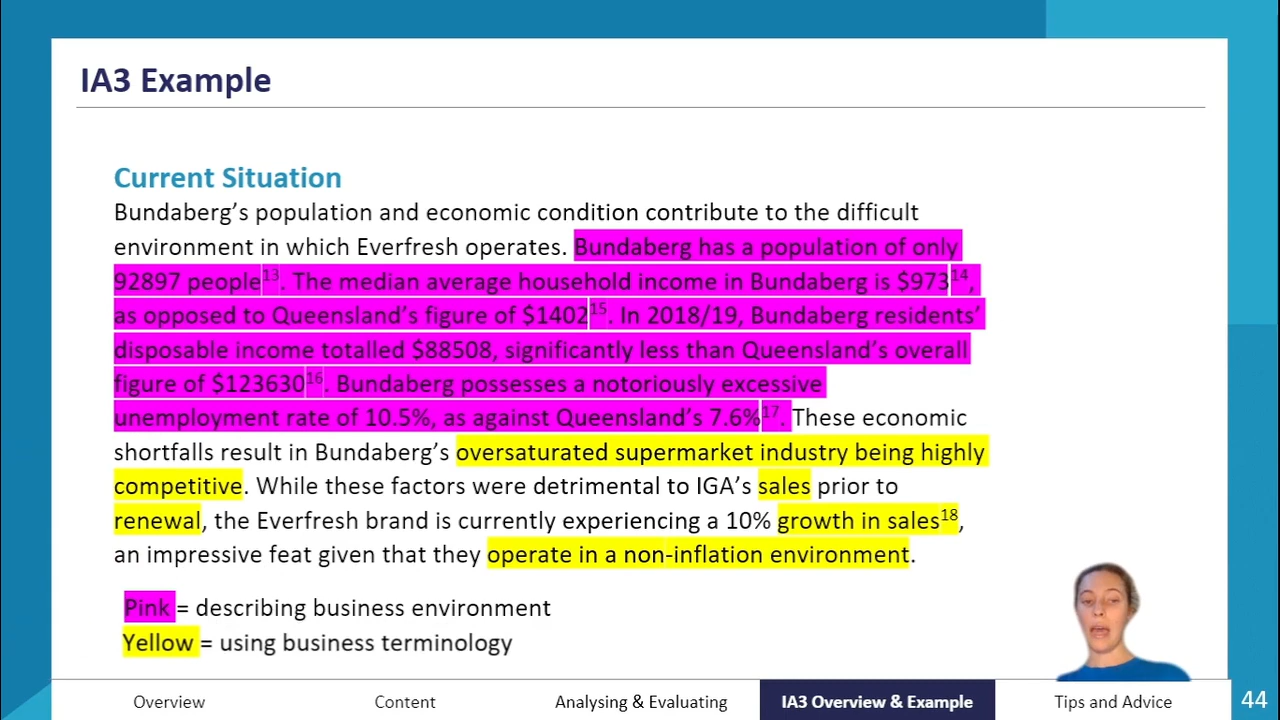 IA3 Example
Current Situation
Bundaberg’s population and economic condition contribute to the difficult
environment in which Everfresh operates. Bundaberg has a population of only
92897 people13. The median average household income in Bundaberg is $97314,
as opposed to Queensland’s figure of $140215. In 2018/19, Bundaberg residents’
disposable income totalled $88508, significantly less than Queensland’s overall
figure of $12363016. Bundaberg possesses a notoriously excessive
unemployment rate of 10.5%, as against Queensland’s 7.6%17. These economic
shortfalls result in Bundaberg’s oversaturated supermarket industry being highly
competitive. While these factors were detrimental to IGA’s sales prior to
renewal, the Everfresh brand is currently experiencing a 10% growth in sales18,
an impressive feat given that they operate in a non-inflation environment.
Pink = describing business environment
Yellow = using business terminology
Overview Content Analysing & Evaluating IA3 Overview & Example Tips and Advice 44